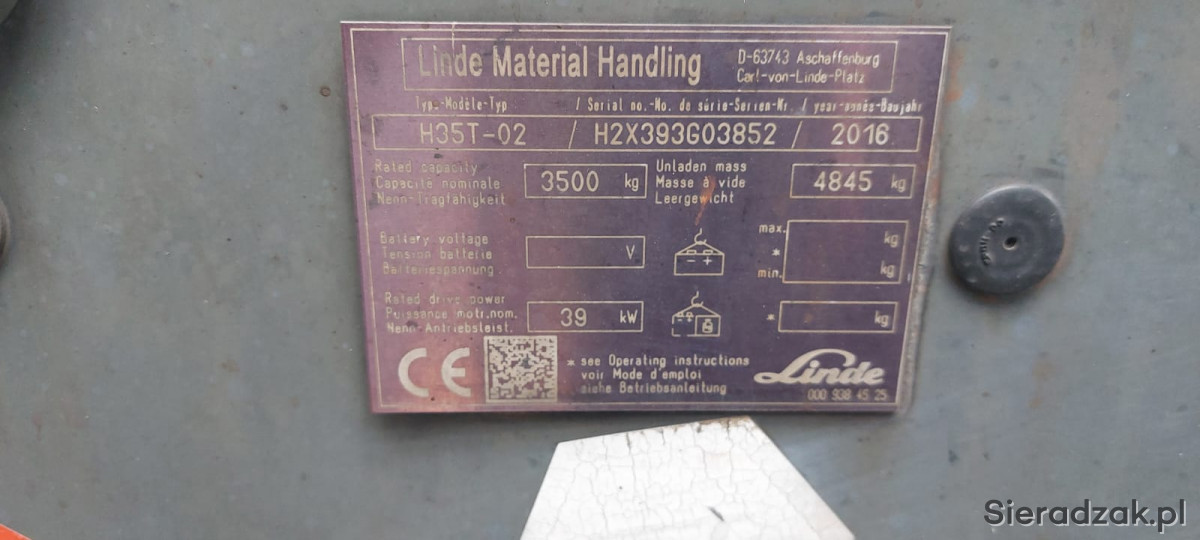 Linde Material Handling
D-63743 Aschaffenburg
Carl-von-Linde-Platz
Type-Modèle-Typ / Serial no.-No. de série-Serien-Nr. / year-année-Baujahr
H35T-02 / H2X393G03852 / 2016
Rated capacity
Capacité nominale
Nenn-Tragfähigkeit
3500 kg
Unladen mass
Masse à vide
Leergewicht
4845 kg
Battery voltage
Tension batterie
Batteriespannung
V
- +
max. kg
*
min. kg
Rated drive power
Puissance motr.nom.
Nenn-Antriebsleist.
39 kW
- +
* kg
CE
* see Operating instructions
voir Mode d'emploi
siehe Betriebsanleitung
Linde
000 938 45 25
Sieradzak.pl